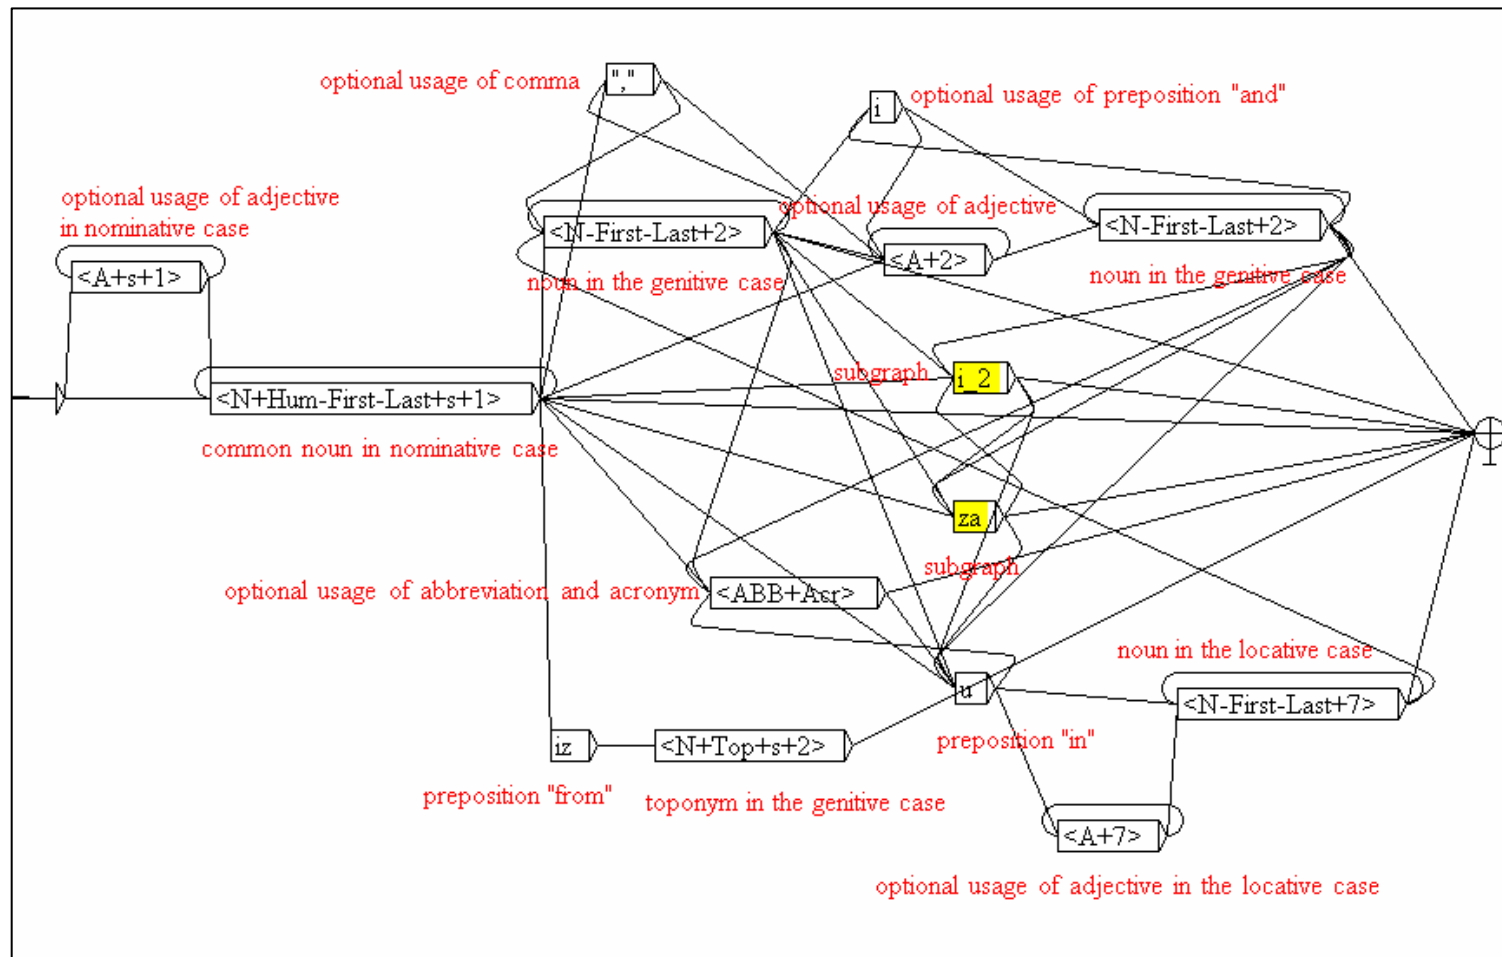 optional usage of comma
","
i
optional usage of preposition "and"
optional usage of adjective
in nominative case
<A+s+1>
<N-First-Last+2>
noun in the genitive case
optional usage of adjective
<A+2>
<N-First-Last+2>
noun in the genitive case
<N+Hum-First-Last+s+1>
common noun in nominative case
subgraph
i_2
za
subgraph
optional usage of abbreviation and acronym
<ABB+Acr>
u
preposition "in"
noun in the locative case
<N-First-Last+7>
iz
preposition "from"
<N+Top+s+2>
toponym in the genitive case
<A+7>
optional usage of adjective in the locative case